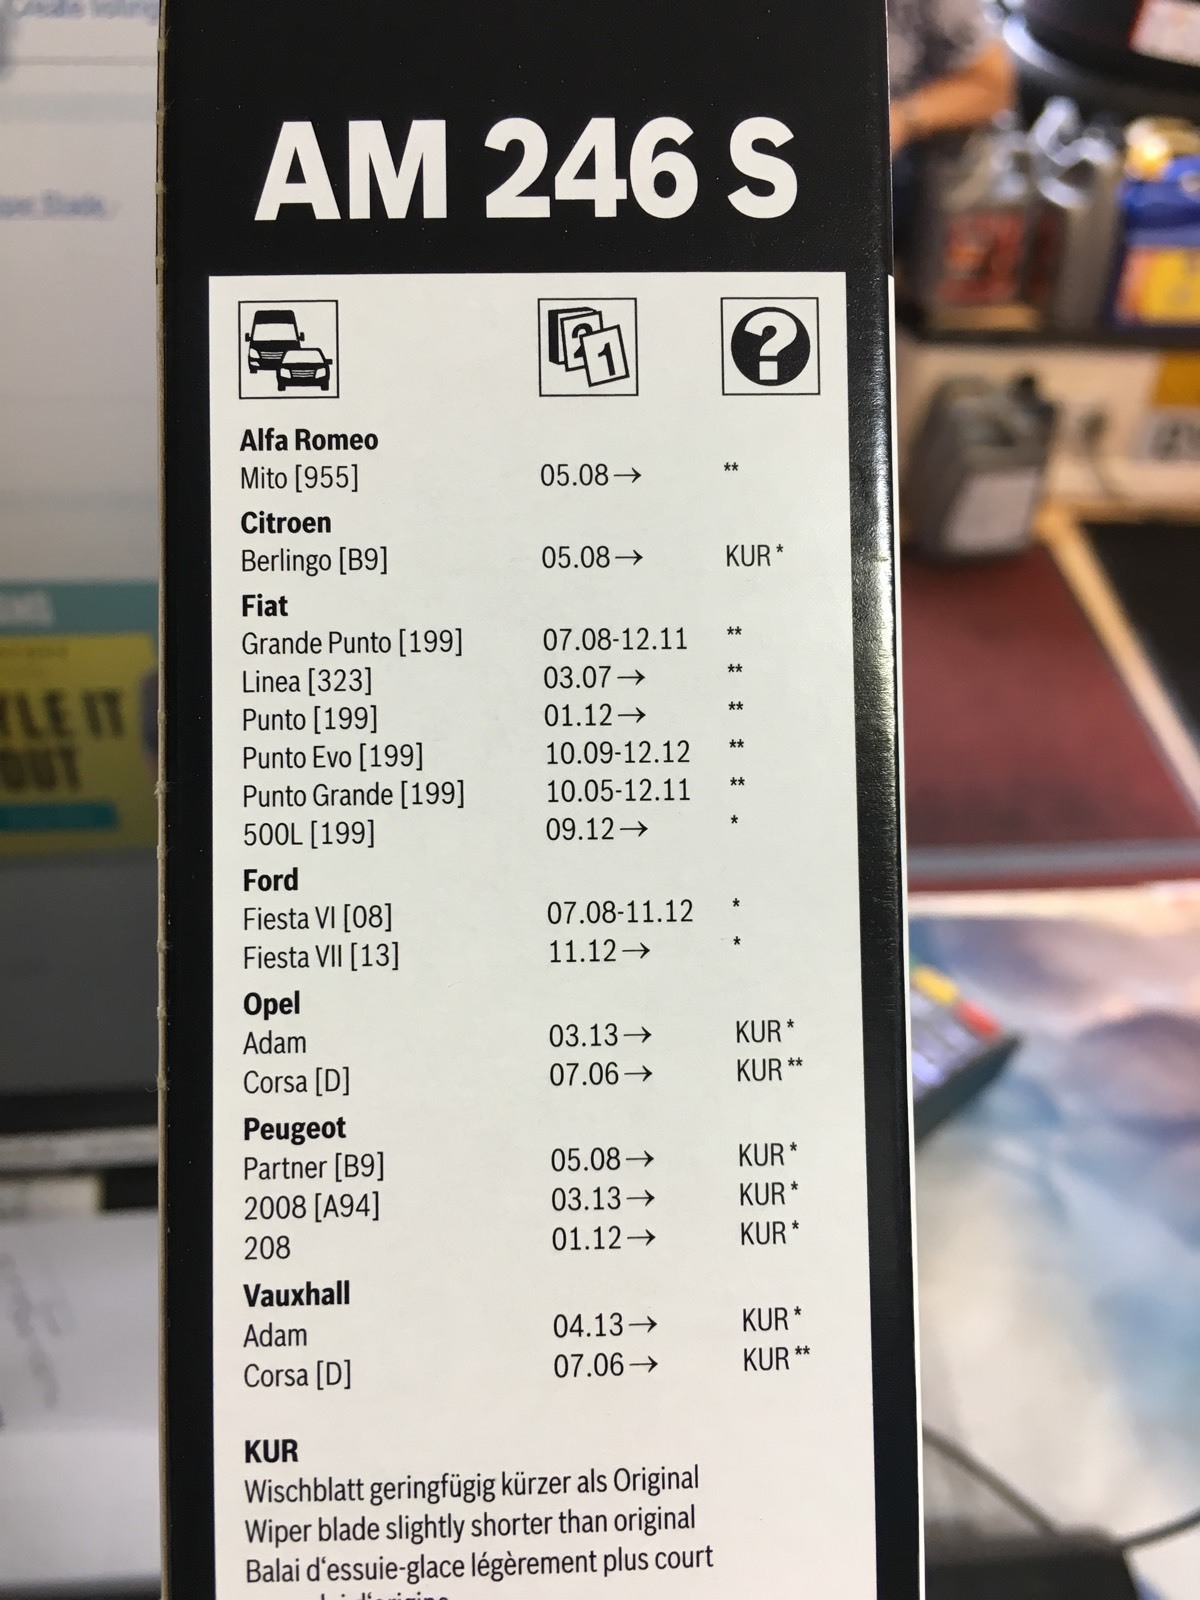 AM 246 S
2 1
?
Alfa Romeo
Mito [955] 05.08→ **
Citroen
Berlingo [B9] 05.08→ KUR *
Fiat
Grande Punto [199] 07.08-12.11 **
Linea [323] 03.07→ **
Punto [199] 01.12→ **
Punto Evo [199] 10.09-12.12 **
Punto Grande [199] 10.05-12.11 **
500L [199] 09.12→ *
Ford
Fiesta VI [08] 07.08-11.12 *
Fiesta VII [13] 11.12→ *
Opel
Adam 03.13→ KUR *
Corsa [D] 07.06→ KUR **
Peugeot
Partner [B9] 05.08→ KUR *
2008 [A94] 03.13→ KUR *
208 01.12→ KUR *
Vauxhall
Adam 04.13→ KUR *
Corsa [D] 07.06→ KUR **
KUR
Wischblatt geringfügig kürzer als Original
Wiper blade slightly shorter than original
Balai d‘essuie-glace légèrement plus court
YLE IT
OUT